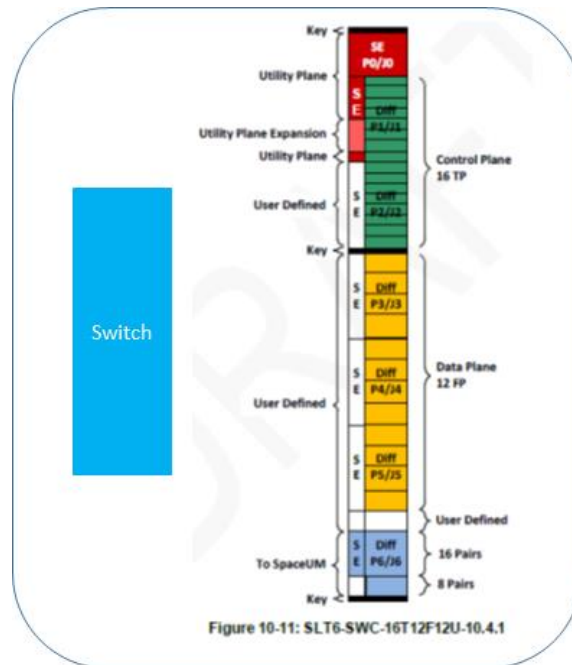 Key
SE
P0/J0
Utility Plane
S
E
Diff
P1/J1
Utility Plane Expansion
Utility Plane
Control Plane
16 TP
User Defined
S
E
Diff
P2/J2
Key
S
E
Diff
P3/J3
Switch
User Defined
S
E
Diff
P4/J4
Data Plane
12 FP
S
E
Diff
P5/J5
User Defined
To SpaceUM
S
E
Diff
P6/J6
16 Pairs
8 Pairs
Key
Figure 10-11: SLT6-SWC-16T12F12U-10.4.1
DRAFT